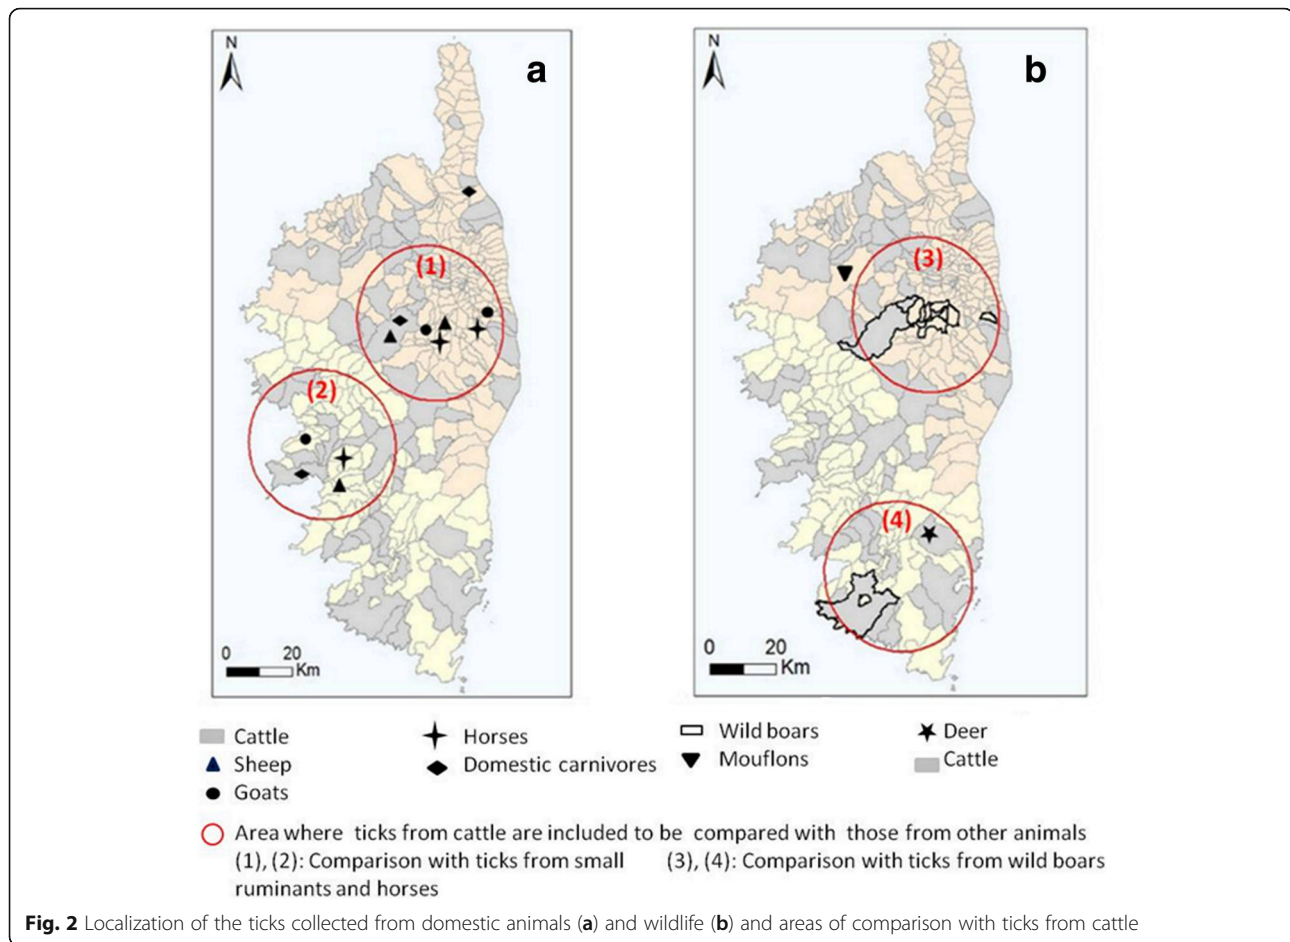 N
a
(1)
(2)
0 20
Km
N
b
(3)
(4)
0 20
Km
Cattle
Sheep
Goats
Horses
Domestic carnivores
Wild boars
Mouflons
Deer
Cattle
Area where ticks from cattle are included to be compared with those from other animals
(1), (2): Comparison with ticks from small
ruminants and horses
(3), (4): Comparison with ticks from wild boars
Fig. 2 Localization of the ticks collected from domestic animals (a) and wildlife (b) and areas of comparison with ticks from cattle